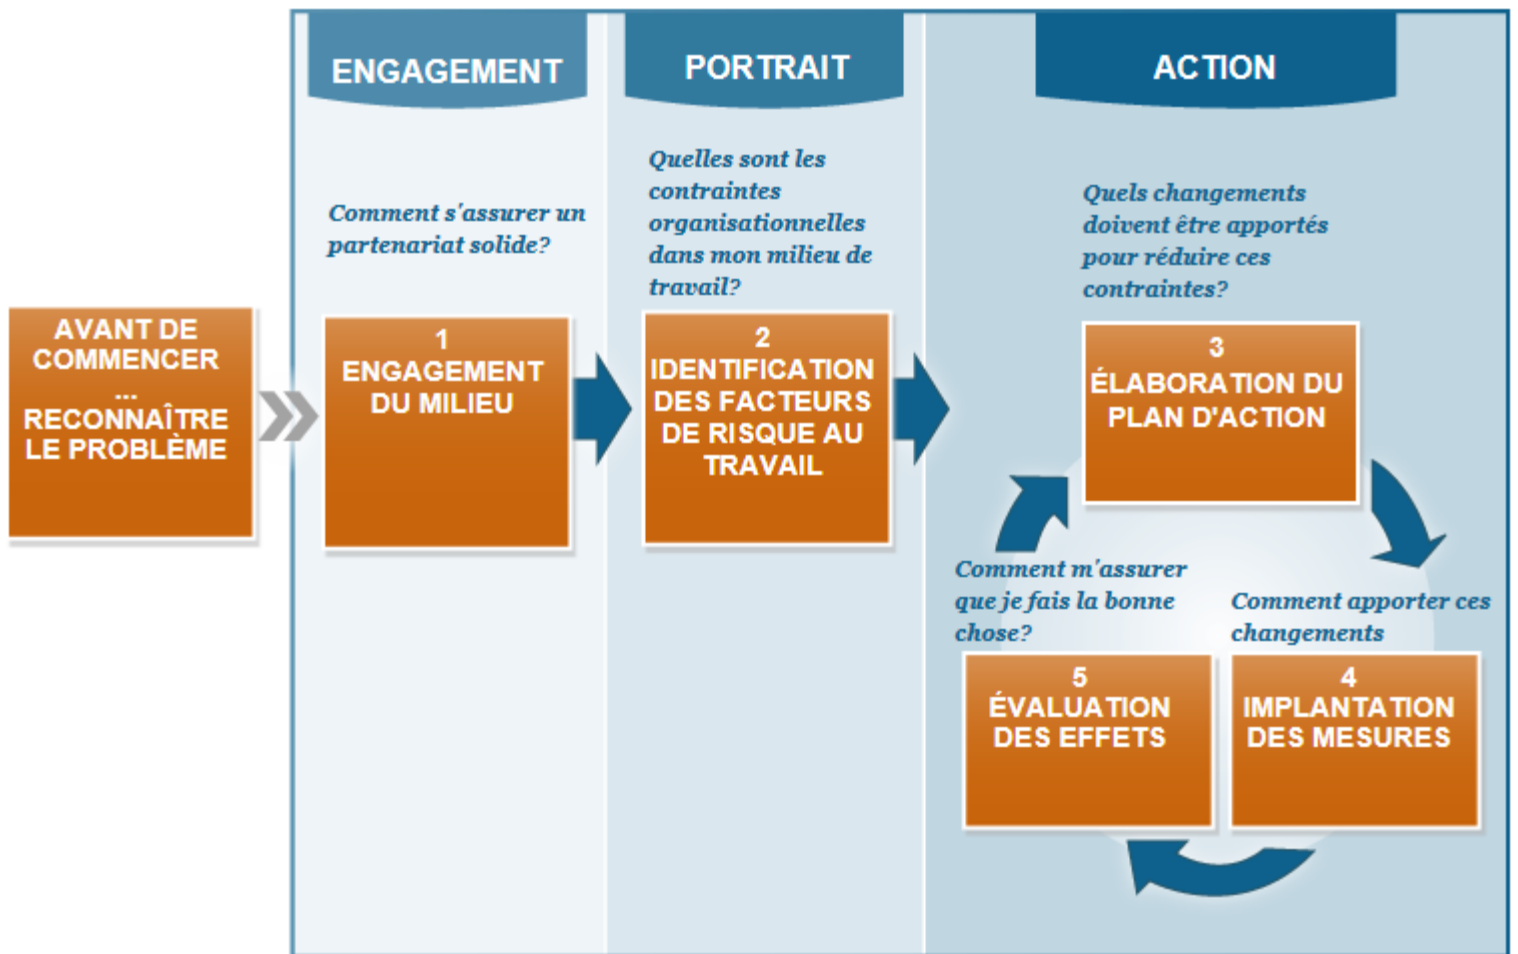 ENGAGEMENT
PORTRAIT
ACTION
Comment s'assurer un
partenariat solide?
Quelles sont les
contraintes
organisationnelles
dans mon milieu de
travail?
Quels changements
doivent être apportés
pour réduire ces
contraintes?
AVANT DE
COMMENCER
...
RECONNAÎTRE
LE PROBLÈME
1
ENGAGEMENT
DU MILIEU
2
IDENTIFICATION
DES FACTEURS
DE RISQUE AU
TRAVAIL
3
ÉLABORATION DU
PLAN D'ACTION
Comment apporter ces
changements
4
IMPLANTATION
DES MESURES
Comment m'assurer
que je fais la bonne
chose?
5
ÉVALUATION
DES EFFETS